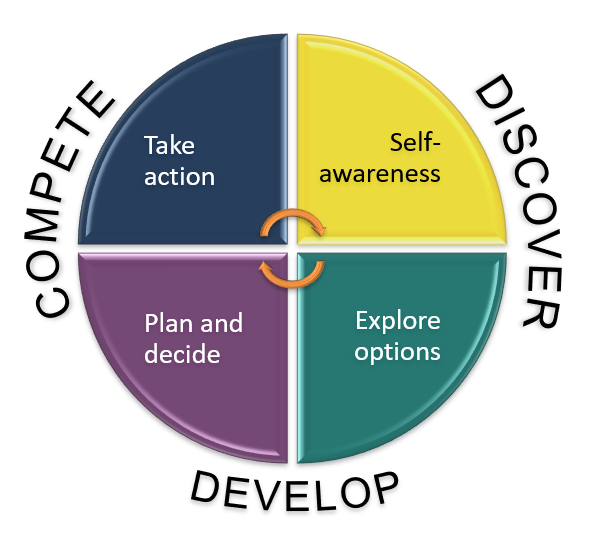 COMPETE
DISCOVER
Take
action
Self-
awareness
Plan and
decide
Explore
options
DEVELOP